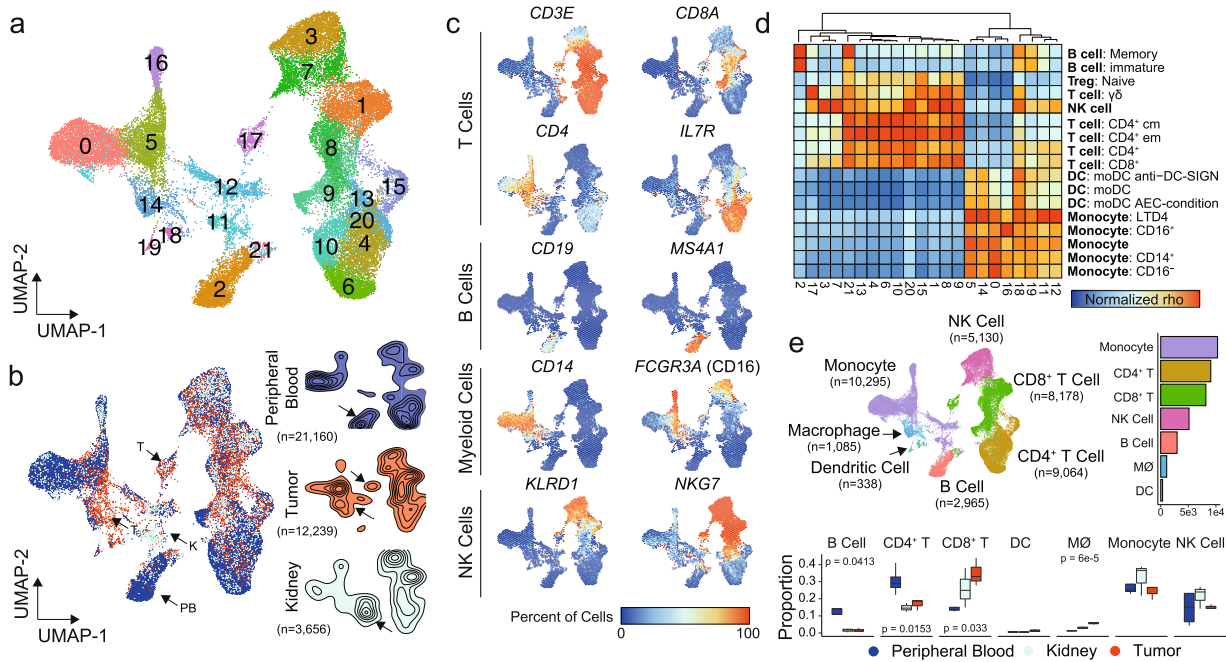 a
16
3
7
1
0
5
17
8
12
9
13
15
14
11
20
19
18
10
4
21
2
6
UMAP-2
UMAP-1
b
T
T
K
PB
UMAP-2
UMAP-1
Peripheral
Blood
(n=21,160)
Tumor
(n=12,239)
Kidney
(n=3,656)
c
T Cells
CD3E
CD8A
CD4
IL7R
B Cells
CD19
MS4A1
Myeloid Cells
CD14
FCGR3A (CD16)
NK Cells
KLRD1
NKG7
Percent of Cells
0
100
d
B cell: Memory
B cell: immature
Treg: Naive
T cell: γδ
NK cell
T cell: CD4⁺ cm
T cell: CD4⁺ em
T cell: CD4⁺
T cell: CD8⁺
DC: moDC anti−DC-SIGN
DC: moDC
DC: moDC AEC-condition
Monocyte: LTD4
Monocyte: CD16⁺
Monocyte
Monocyte: CD14⁺
Monocyte: CD16⁻
2 17 3 7 21 13 4 6 10 20 15 1 8 9 5 14 0 16 18 19 11 12
Normalized rho
e
NK Cell
(n=5,130)
Monocyte
(n=10,295)
CD8⁺ T Cell
(n=8,178)
Macrophage
(n=1,085)
Dendritic Cell
(n=338)
CD4⁺ T Cell
(n=9,064)
B Cell
(n=2,965)
Monocyte
CD4⁺ T
CD8⁺ T
NK Cell
B Cell
MØ
DC
0 5e3 1e4
B Cell CD4⁺ T CD8⁺ T DC MØ Monocyte NK Cell
p = 0.0413
p = 6e-5
p = 0.0153
p = 0.033
Proportion
0.4
0.3
0.2
0.1
0.0
Peripheral Blood Kidney Tumor